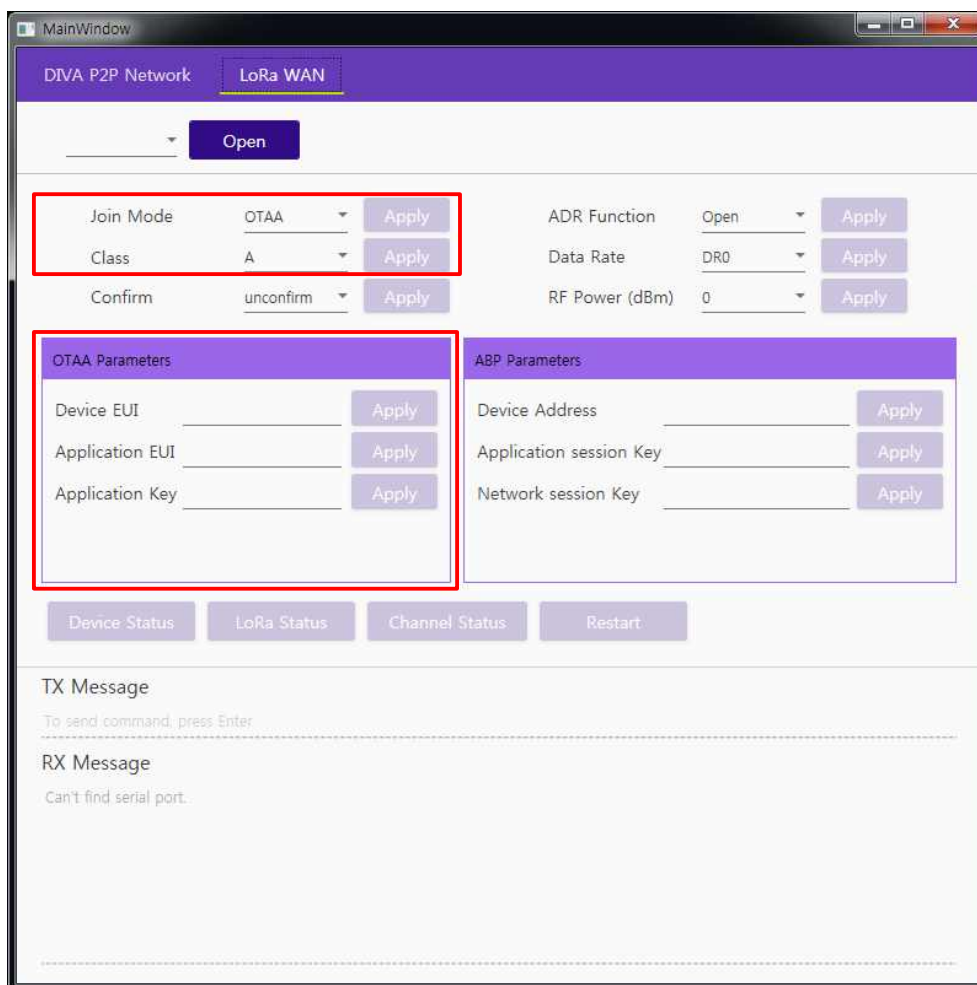 MainWindow
DIVA P2P Network LoRa WAN
Open
Join Mode OTAA Apply ADR Function Open Apply
Class A Apply Data Rate DR0 Apply
Confirm unconfirm Apply RF Power (dBm) 0 Apply
OTAA Parameters ABP Parameters
Device EUI Apply Device Address Apply
Application EUI Apply Application session Key Apply
Application Key Apply Network session Key Apply
Device Status LoRa Status Channel Status Restart
TX Message
To send command, press Enter
RX Message
Can't find serial port.